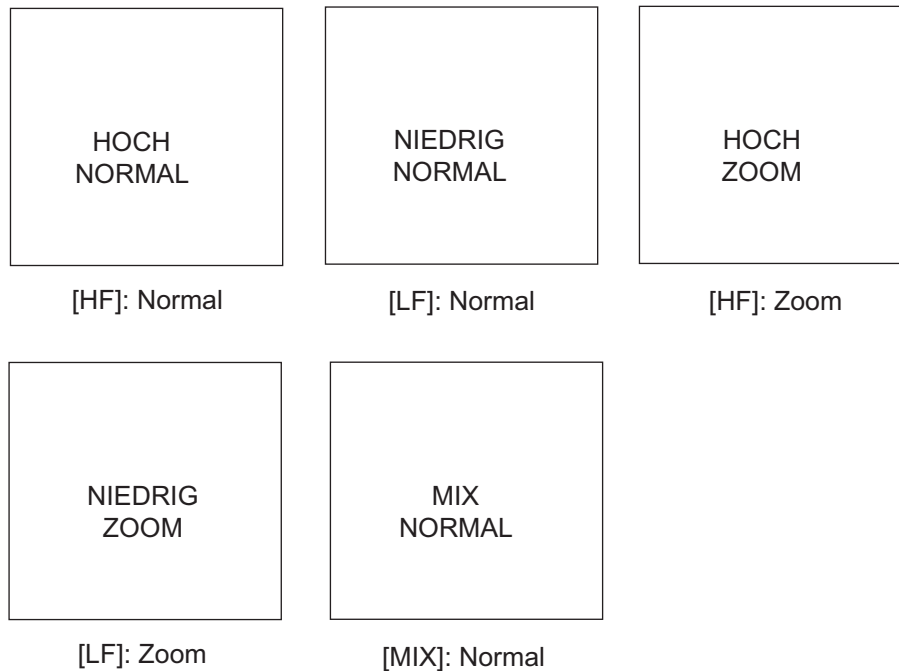 HOCH
NORMAL
[HF]: Normal
NIEDRIG
NORMAL
[LF]: Normal
HOCH
ZOOM
[HF]: Zoom
NIEDRIG
ZOOM
[LF]: Zoom
MIX
NORMAL
[MIX]: Normal